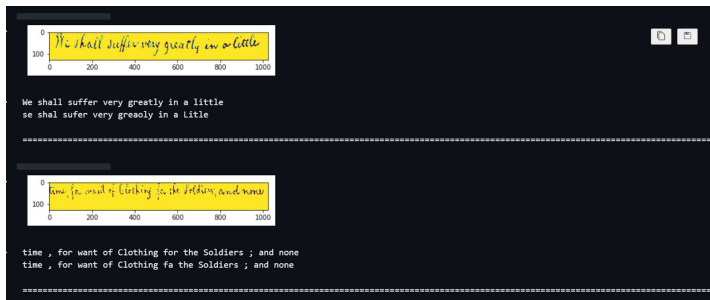 0
We shall suffer very greatly in a little
100
0 200 400 600 800 1000
We shall suffer very greatly in a little
se shal sufer very greaoly in a Litle
================================================================================
0
time, for want of Clothing for the Soldiers; and none
100
0 200 400 600 800 1000
time , for want of Clothing for the Soldiers ; and none
time , for want of Clothing fa the Soldiers ; and none
================================================================================